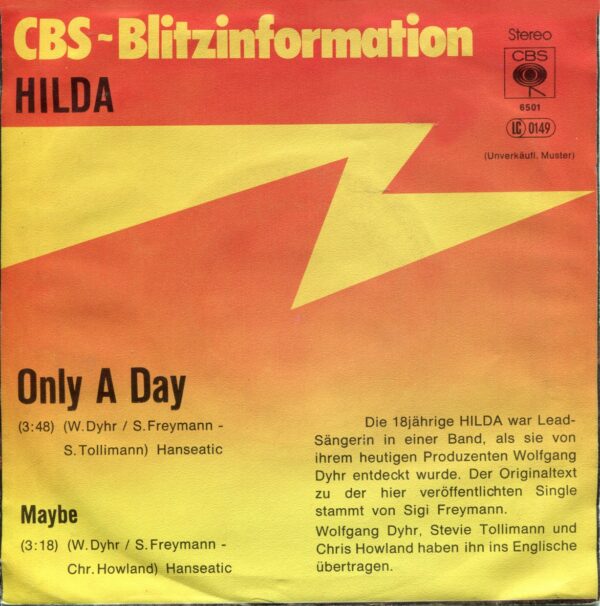 CBS~Blitzinformation
HILDA
Stereo
CBS
6501
LC 0149
(Unverkäufl. Muster)
Only A Day
(3:48) (W. Dyhr / S. Freymann -
S. Tollimann) Hanseatic
Maybe
(3:18) (W. Dyhr / S. Freymann -
Chr. Howland) Hanseatic
Die 18jährige HILDA war Lead-
Sängerin in einer Band, als sie von
ihrem heutigen Produzenten Wolfgang
Dyhr entdeckt wurde. Der Originaltext
zu der hier veröffentlichten Single
stammt von Sigi Freymann.
Wolfgang Dyhr, Stevie Tollimann und
Chris Howland haben ihn ins Englische
übertragen.